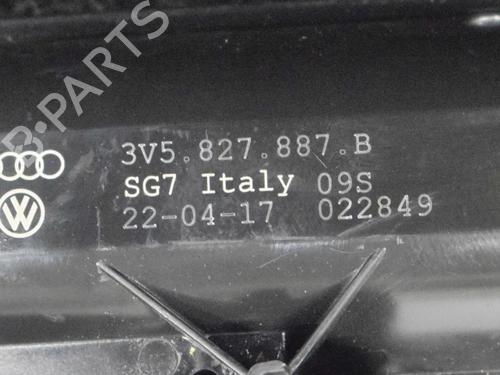 B-PARTS
3V5.827.887.B
SG7 Italy 09S
22-04-17 022849